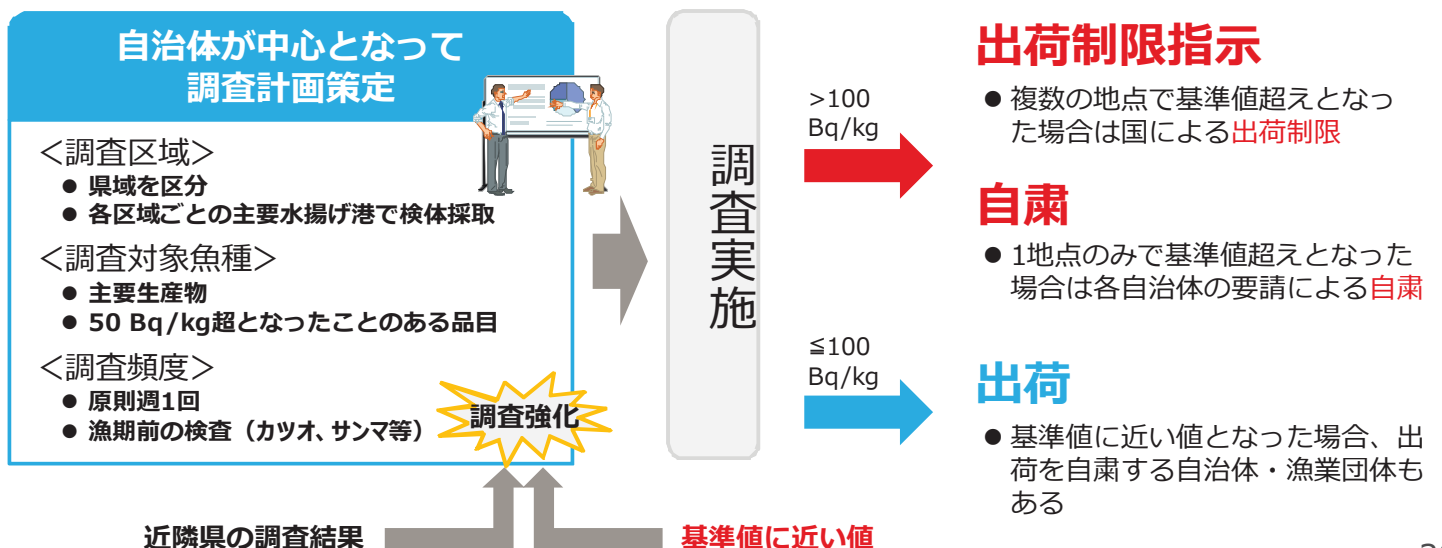 自治体が中心となって
調査計画策定
＜調査区域＞
● 県域を区分
● 各区域ごとの主要水揚げ港で検体採取
＜調査対象魚種＞
● 主要生産物
● 50 Bq/kg超となったことのある品目
＜調査頻度＞
● 原則週1回
● 漁期前の検査（カツオ、サンマ等）
調査強化
近隣県の調査結果
基準値に近い値
調査実施
>100
Bq/kg
≦100
Bq/kg
出荷制限指示
● 複数の地点で基準値超えとなっ
た場合は国による出荷制限
自粛
● 1地点のみで基準値超えとなった
場合は各自治体の要請による自粛
出荷
● 基準値に近い値となった場合、出
荷を自粛する自治体・漁業団体も
ある